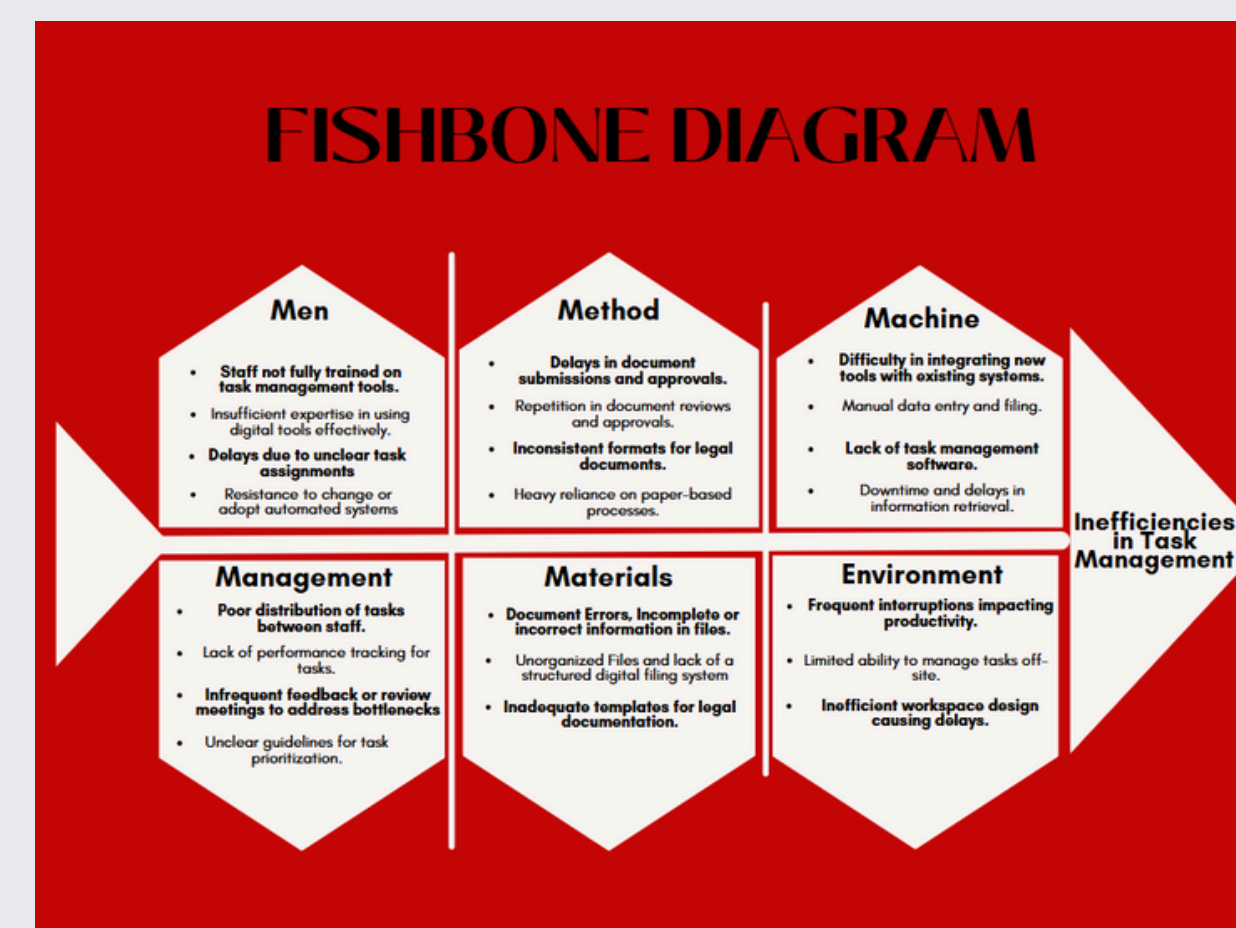 FISHBONE DIAGRAM
Men
• Staff not fully trained on
task management tools.
• Insufficient expertise in using
digital tools effectively.
• Delays due to unclear task
assignments
• Resistance to change or
adopt automated systems
Method
• Delays in document
submissions and approvals.
• Repetition in document reviews
and approvals.
• Inconsistent formats for legal
documents.
• Heavy reliance on paper-based
processes.
Machine
• Difficulty in integrating new
tools with existing systems.
• Manual data entry and filing.
• Lack of task management
software.
• Downtime and delays in
information retrieval.
Inefficiencies
in Task
Management
Management
• Poor distribution of tasks
between staff.
• Lack of performance tracking for
tasks.
• Infrequent feedback or review
meetings to address bottlenecks
• Unclear guidelines for task
prioritization.
Materials
• Document Errors, Incomplete or
incorrect information in files.
• Unorganized Files and lack of a
structured digital filing system
• Inadequate templates for legal
documentation.
Environment
• Frequent interruptions impacting
productivity.
• Limited ability to manage tasks off-
site.
• Inefficient workspace design
causing delays.